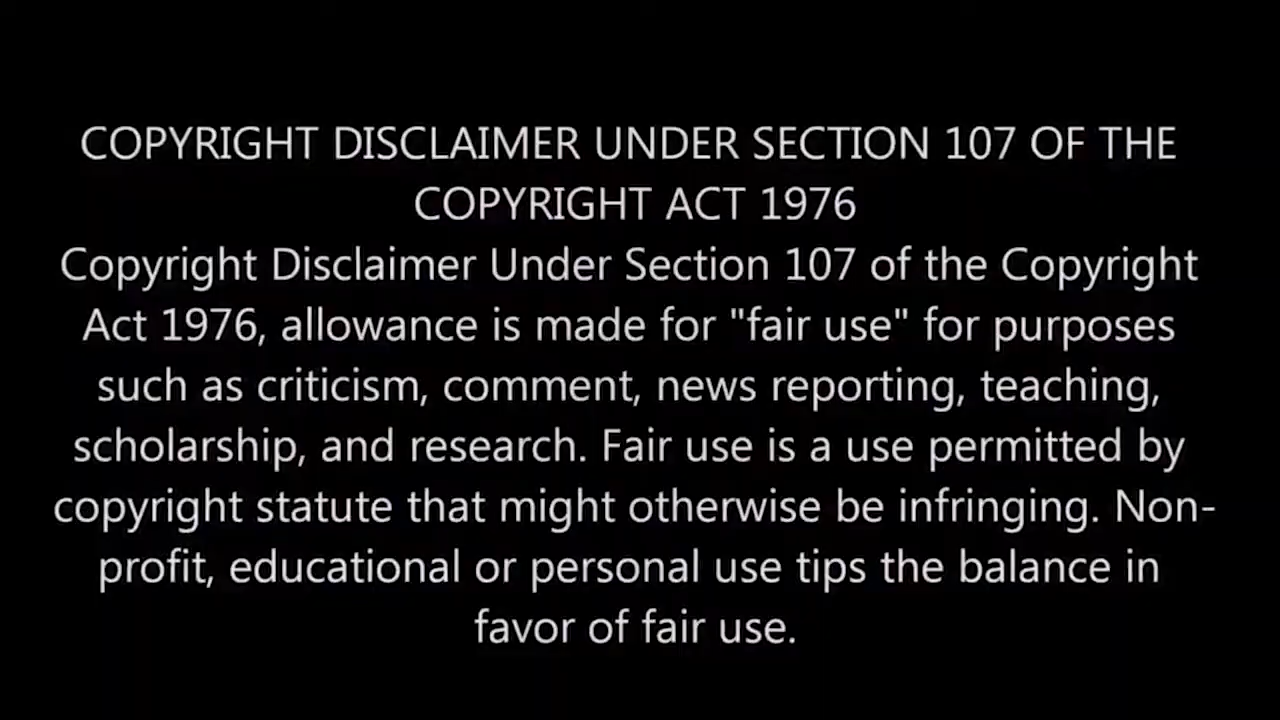 COPYRIGHT DISCLAIMER UNDER SECTION 107 OF THE
COPYRIGHT ACT 1976
Copyright Disclaimer Under Section 107 of the Copyright
Act 1976, allowance is made for "fair use" for purposes
such as criticism, comment, news reporting, teaching,
scholarship, and research. Fair use is a use permitted by
copyright statute that might otherwise be infringing. Non-
profit, educational or personal use tips the balance in
favor of fair use.